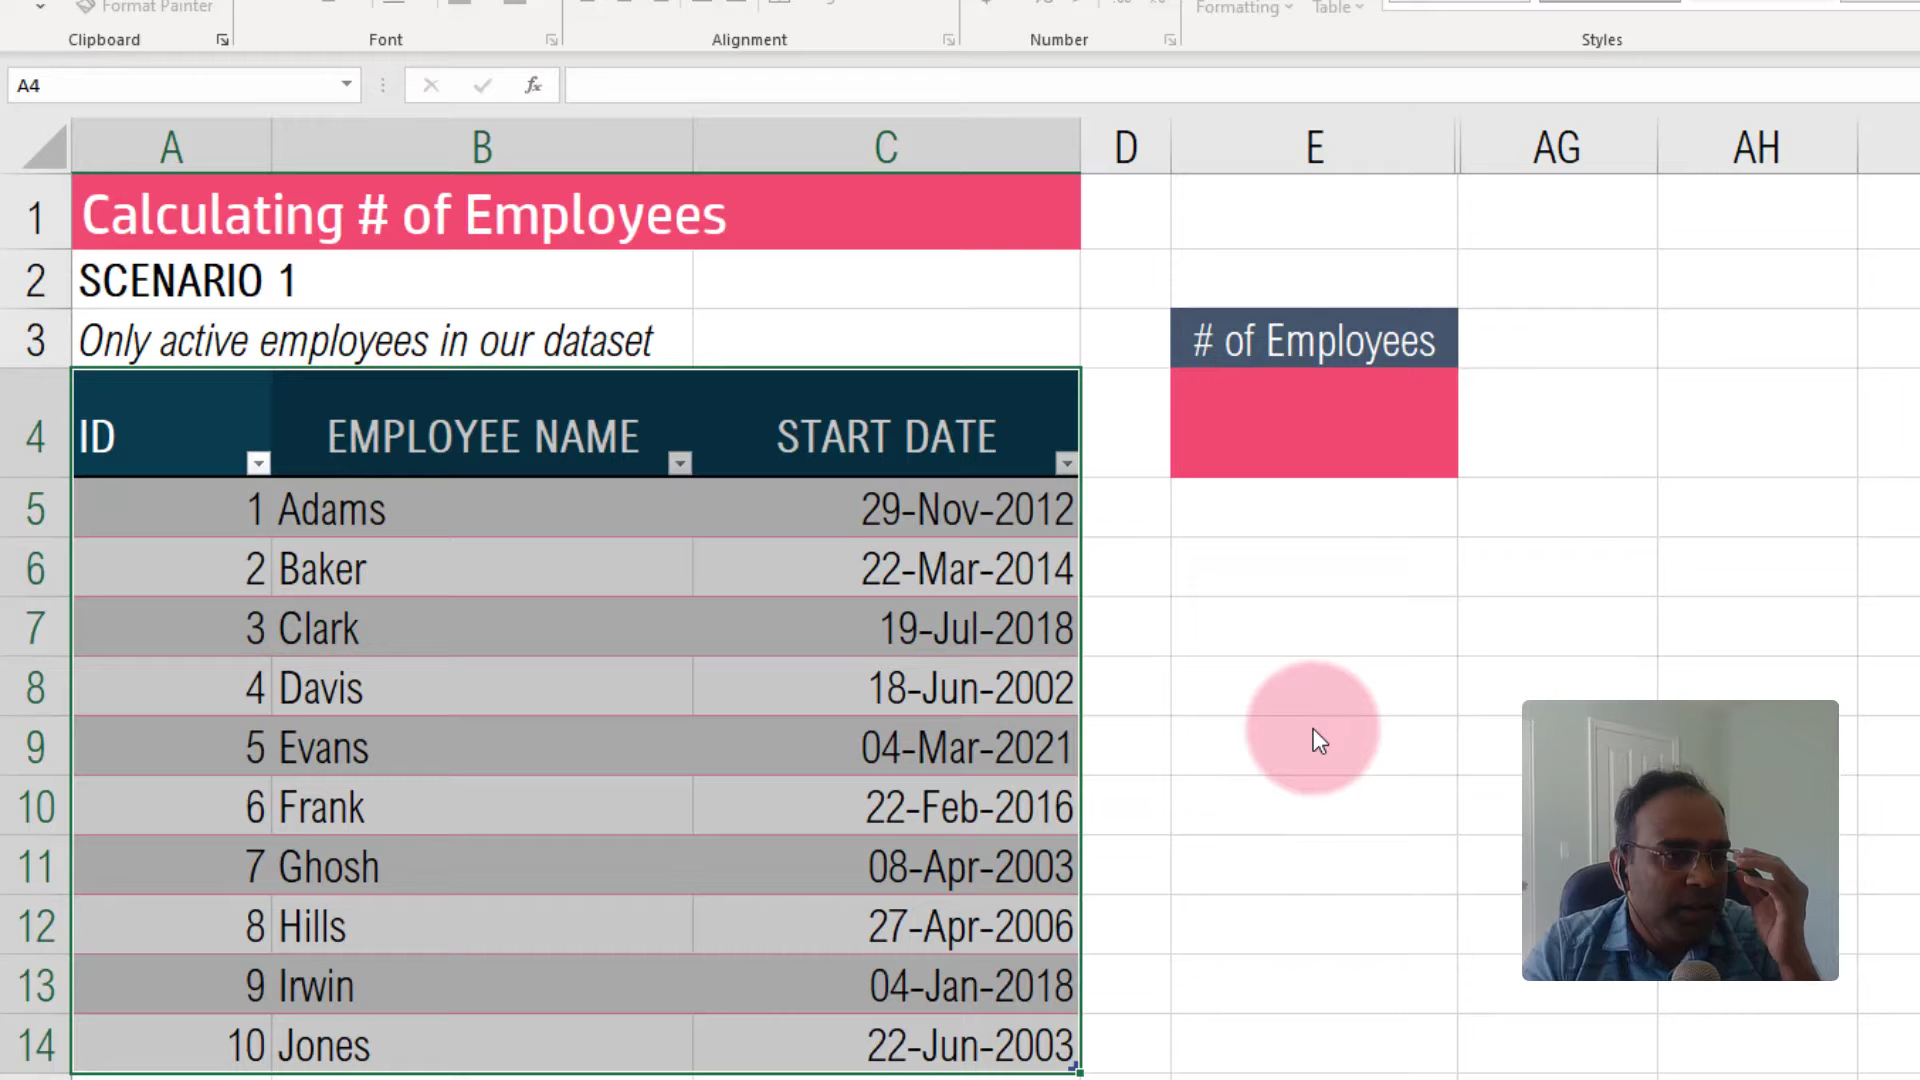 Format Painter
Formatting Table
Clipboard Font Alignment Number Styles
A4 fx
A B C D E AG AH
1 Calculating # of Employees
2 SCENARIO 1
3 Only active employees in our dataset # of Employees
4 ID EMPLOYEE NAME START DATE
5 1 Adams 29-Nov-2012
6 2 Baker 22-Mar-2014
7 3 Clark 19-Jul-2018
8 4 Davis 18-Jun-2002
9 5 Evans 04-Mar-2021
10 6 Frank 22-Feb-2016
11 7 Ghosh 08-Apr-2003
12 8 Hills 27-Apr-2006
13 9 Irwin 04-Jan-2018
14 10 Jones 22-Jun-2003